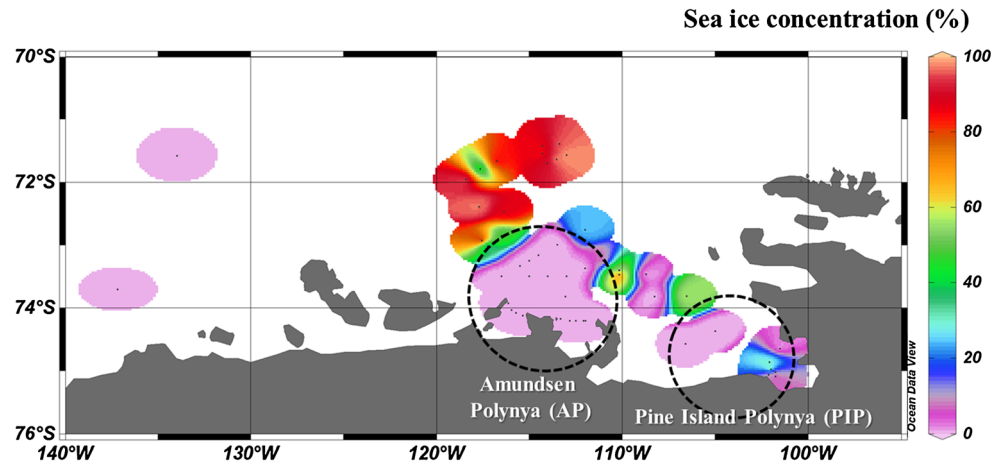 Sea ice concentration (%)
70°S
72°S
74°S
76°S
140°W
130°W
120°W
110°W
100°W
Amundsen
Polynya (AP)
Pine Island Polynya (PIP)
Ocean Data View
100
80
60
40
20
0